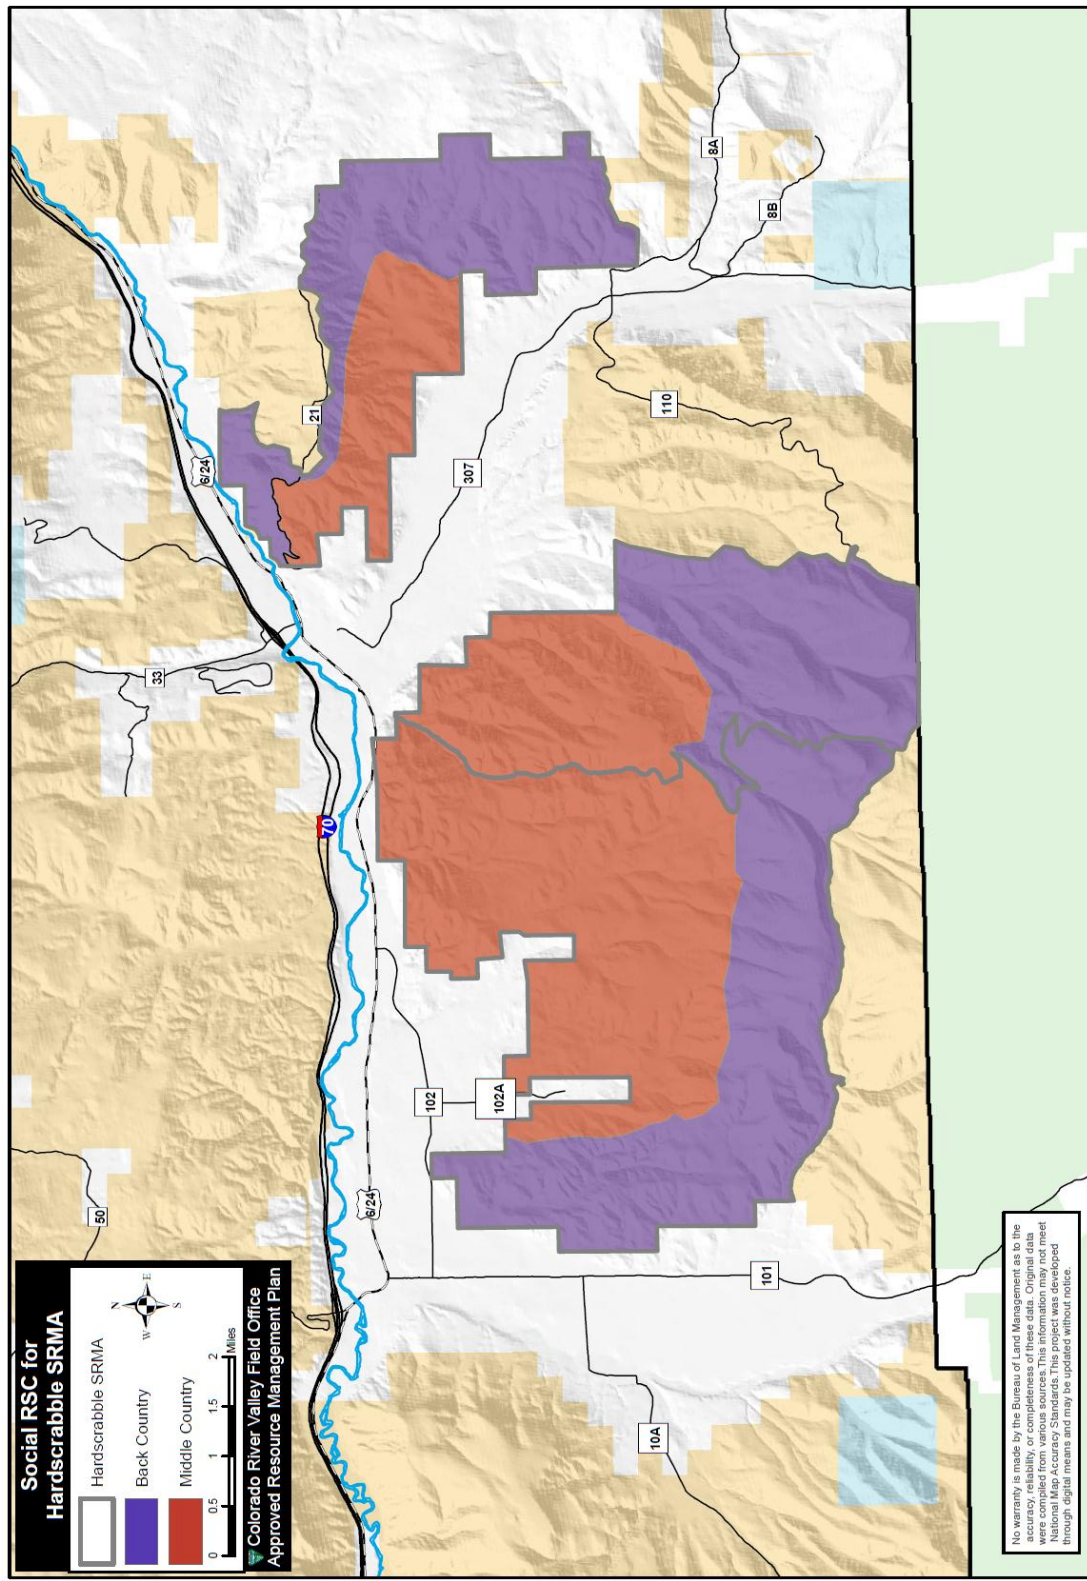 Social RSC for
Hardscrabble SRMA
Hardscrabble SRMA
Back Country
Middle Country
N
E
S
W
0 0.5 1 1.5 2
Miles
Colorado River Valley Field Office
Approved Resource Management Plan
50
33
70
6/24
6/24
21
307
8A
8B
110
102
102A
101
10A
No warranty is made by the Bureau of Land Management as to the
accuracy, reliability, or completeness of these data. Original data
were compiled from various sources. This information may not meet
National Map Accuracy Standards. This project was developed
through digital means and may be updated without notice.